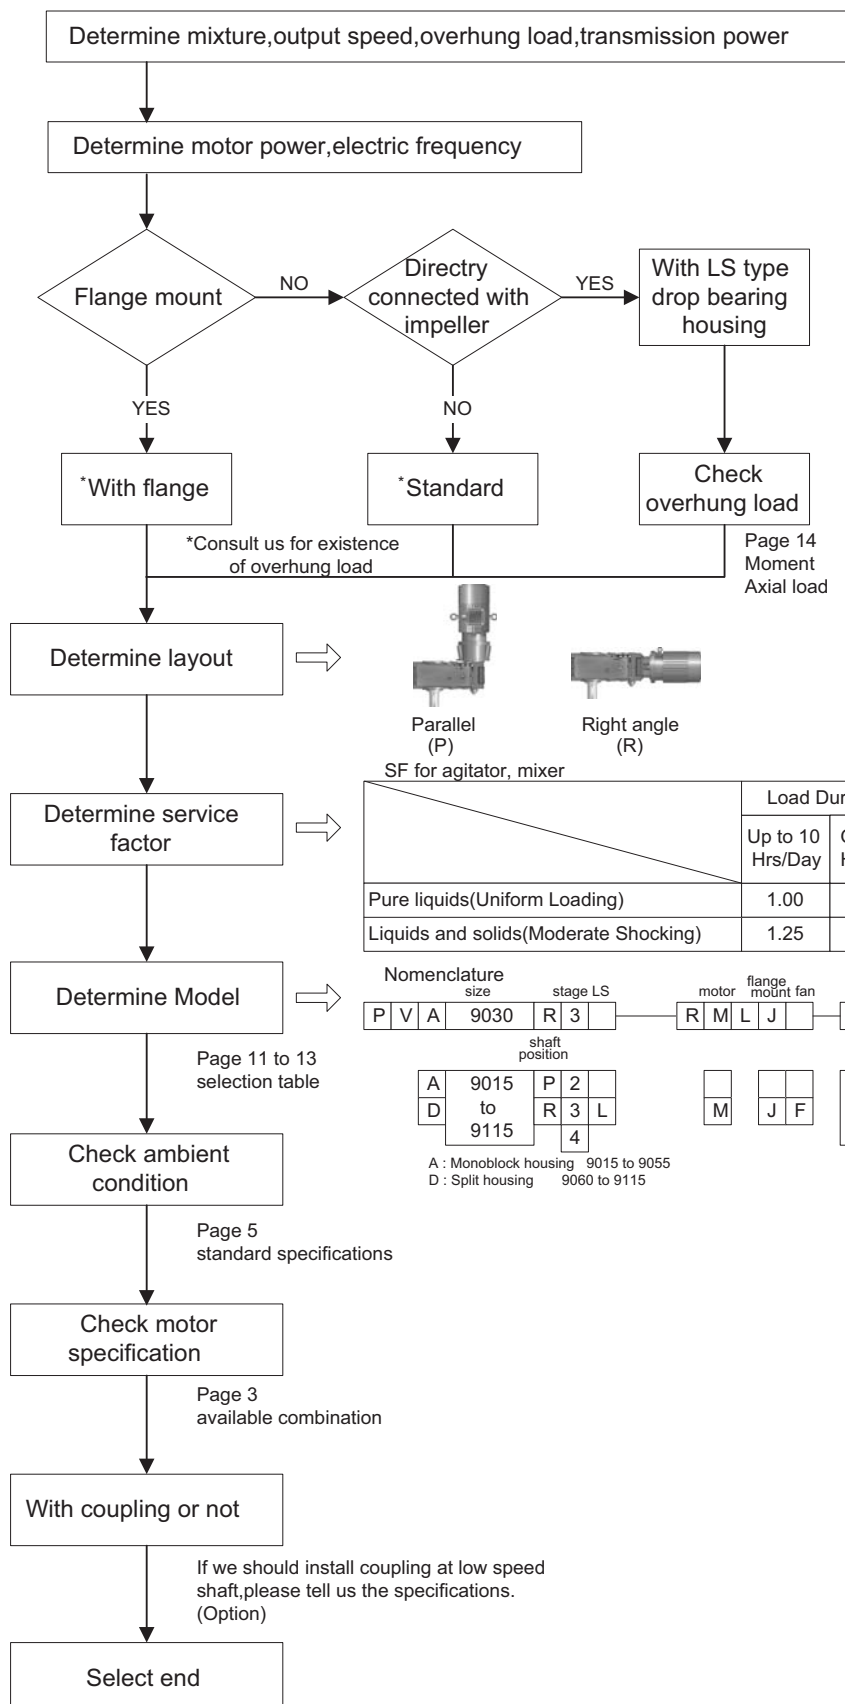 Determine mixture,output speed,overhung load,transmission power
Determine motor power,electric frequency
Flange mount
NO
Directry
connected with
impeller
YES
With LS type
drop bearing
housing
YES
NO
*With flange
*Standard
Check
overhung load
*Consult us for existence
of overhung load
Page 14
Moment
Axial load
Determine layout
Parallel
(P)
Right angle
(R)
SF for agitator, mixer
Determine service
factor
Load Dur
Up to 10
Hrs/Day
Pure liquids(Uniform Loading)
1.00
Liquids and solids(Moderate Shocking)
1.25
Determine Model
Nomenclature
size
stage LS
motor
flange
mount fan
P V A 9030 R 3 R M L J
shaft
position
Page 11 to 13
selection table
A 9015 P 2
D to R 3 L M J F
9115 4
A : Monoblock housing 9015 to 9055
D : Split housing 9060 to 9115
Check ambient
condition
Page 5
standard specifications
Check motor
specification
Page 3
available combination
With coupling or not
If we should install coupling at low speed
shaft,please tell us the specifications.
(Option)
Select end